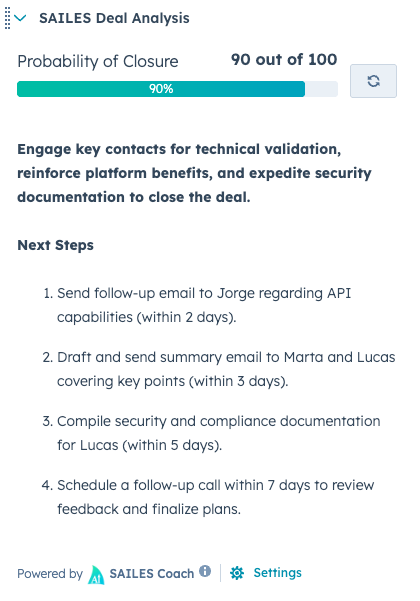 SAILES Deal Analysis
Probability of Closure 90 out of 100
90%
Engage key contacts for technical validation,
reinforce platform benefits, and expedite security
documentation to close the deal.
Next Steps
1. Send follow-up email to Jorge regarding API
capabilities (within 2 days).
2. Draft and send summary email to Marta and Lucas
covering key points (within 3 days).
3. Compile security and compliance documentation
for Lucas (within 5 days).
4. Schedule a follow-up call within 7 days to review
feedback and finalize plans.
Powered by AI SAILES Coach i Settings